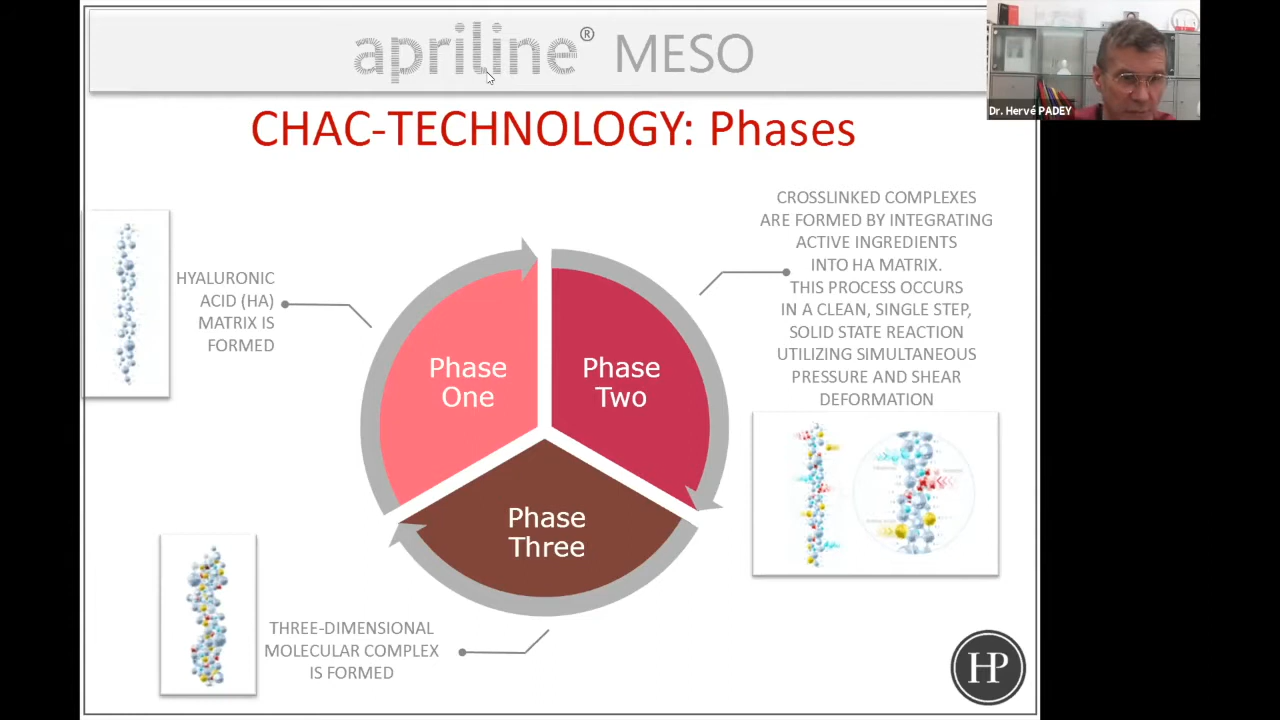 apriline® MESO
Dr. Hervé PADEY
CHAC-TECHNOLOGY: Phases
HYALURONIC
ACID (HA)
MATRIX IS
FORMED
CROSSLINKED COMPLEXES
ARE FORMED BY INTEGRATING
ACTIVE INGREDIENTS
INTO HA MATRIX.
THIS PROCESS OCCURS
IN A CLEAN, SINGLE STEP,
SOLID STATE REACTION
UTILIZING SIMULTANEOUS
PRESSURE AND SHEAR
DEFORMATION
Phase
One
Phase
Two
Phase
Three
THREE-DIMENSIONAL
MOLECULAR COMPLEX
IS FORMED
HP